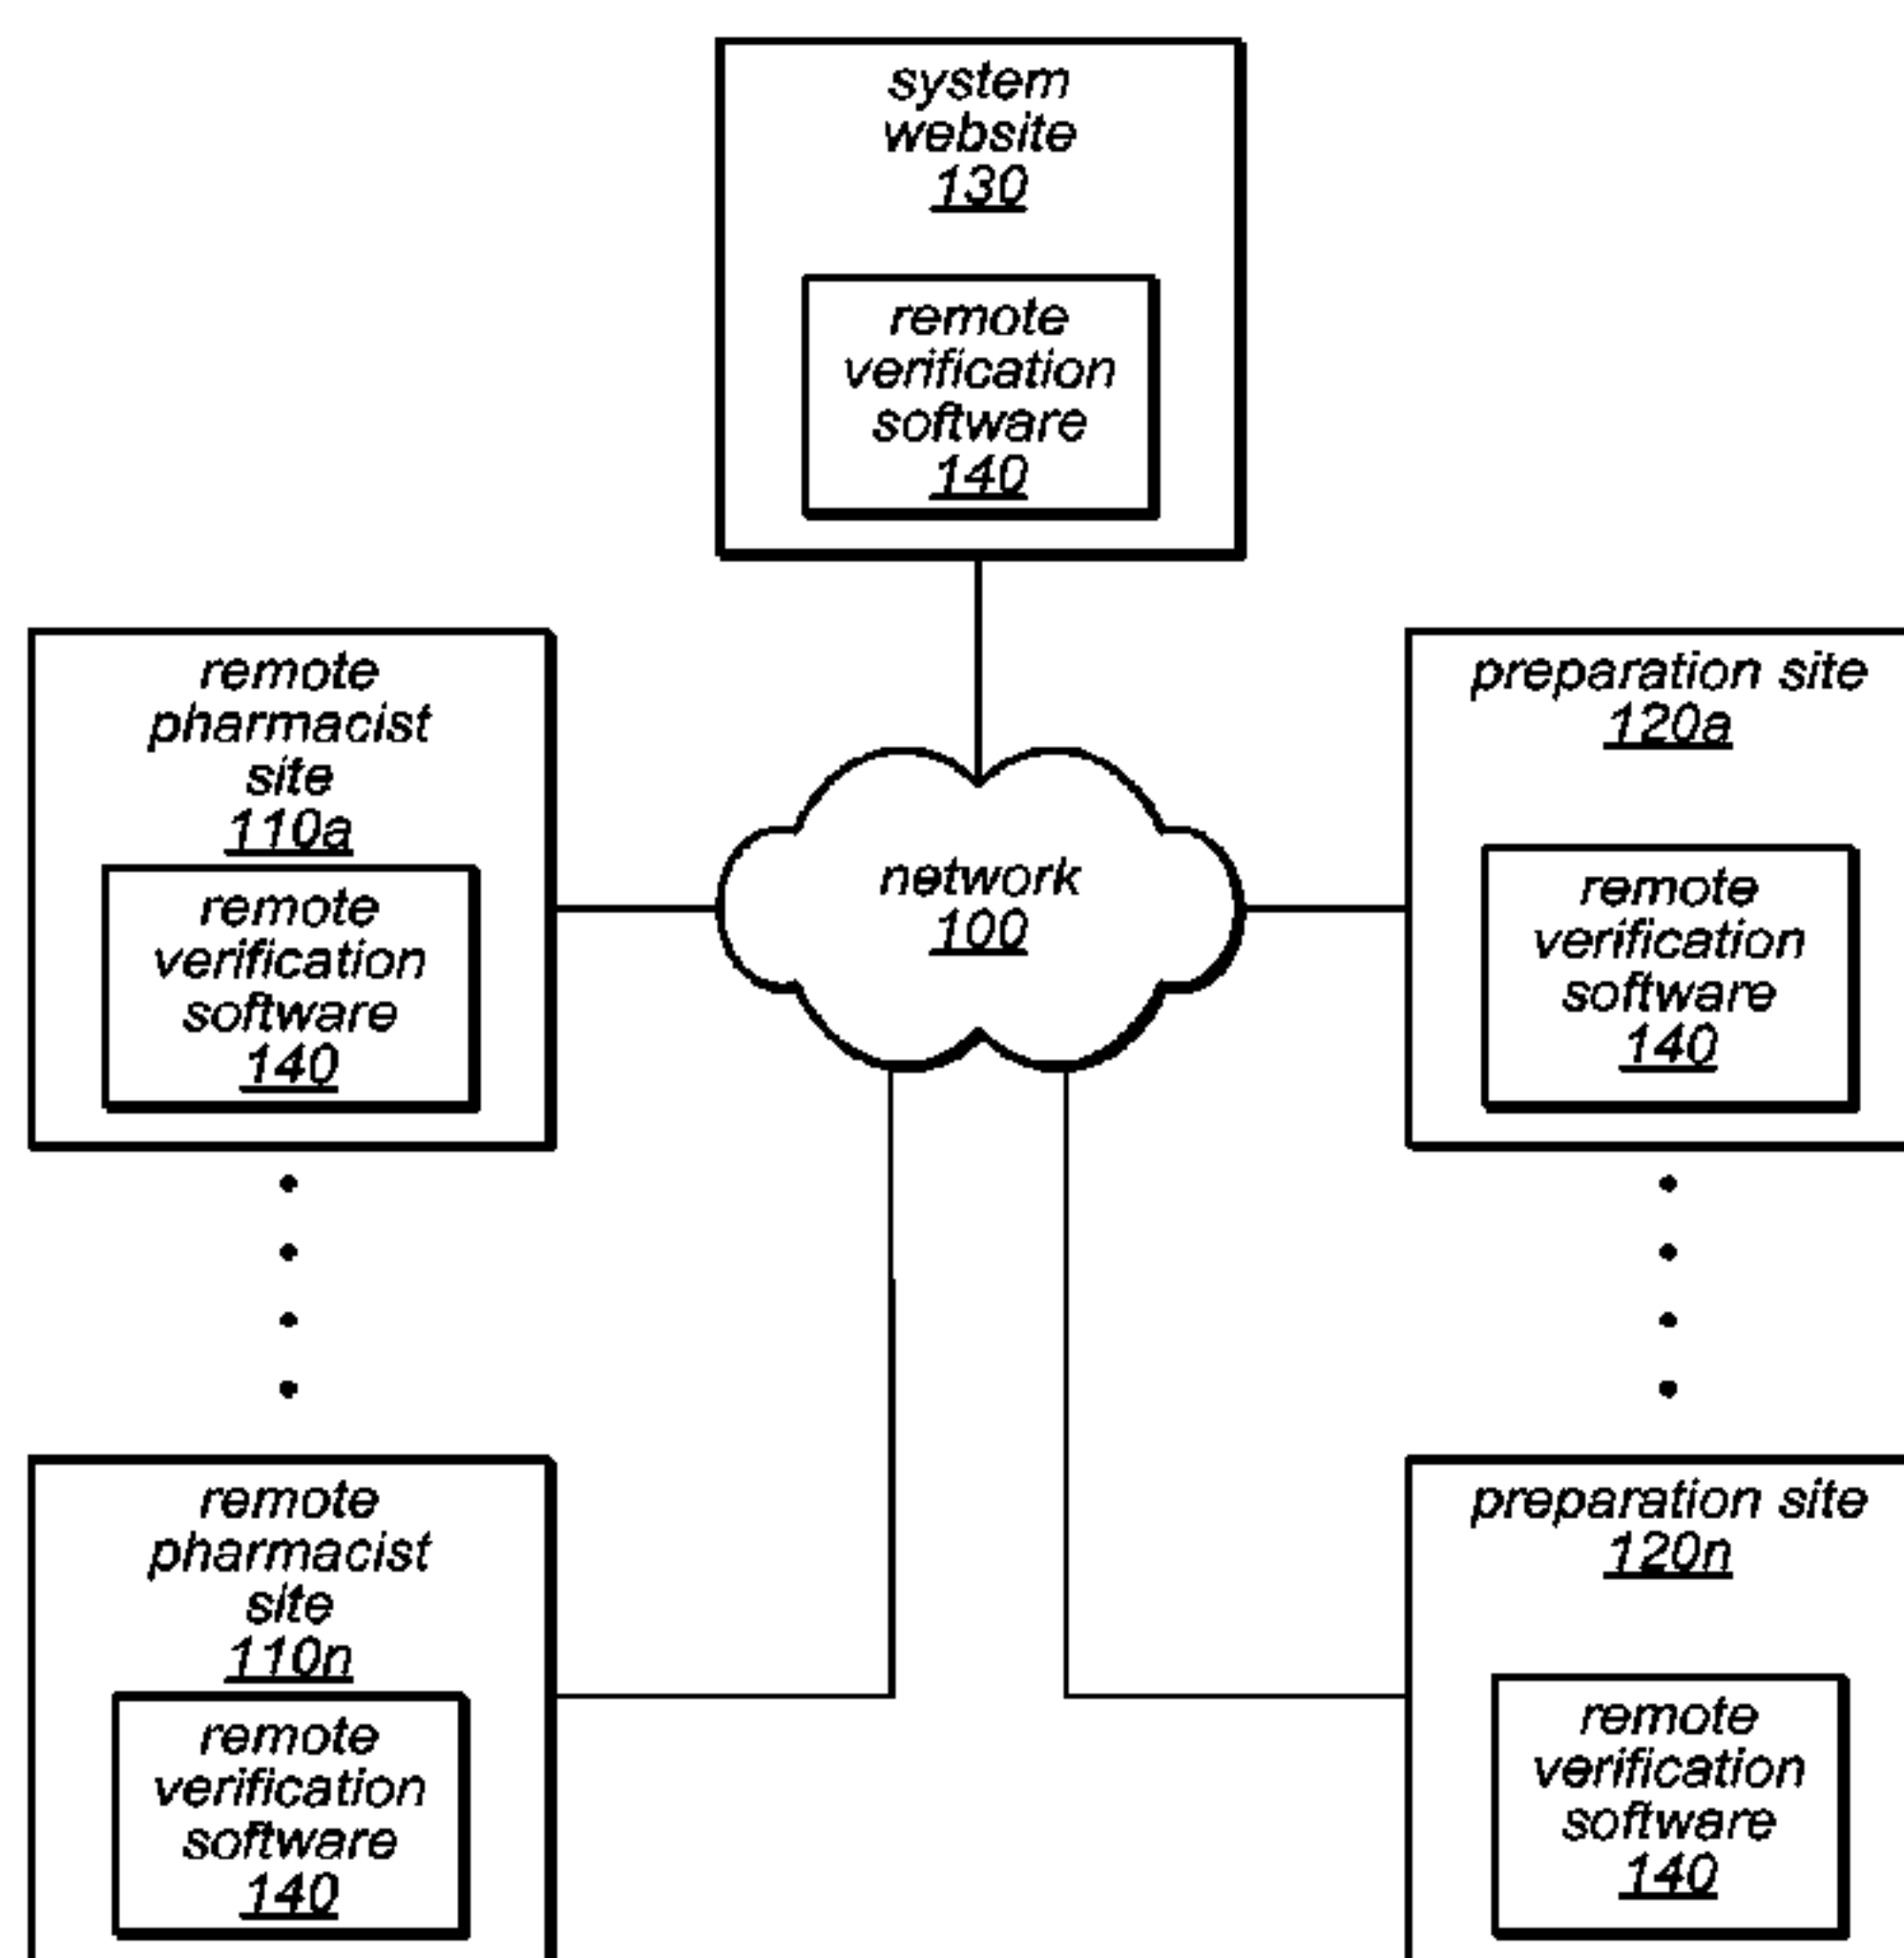 system
website
130
remote
verification
software
140
remote
pharmacist
site
110a
remote
verification
software
140
network
100
preparation site
120a
remote
verification
software
140
remote
pharmacist
site
110n
remote
verification
software
140
preparation site
120n
remote
verification
software
140